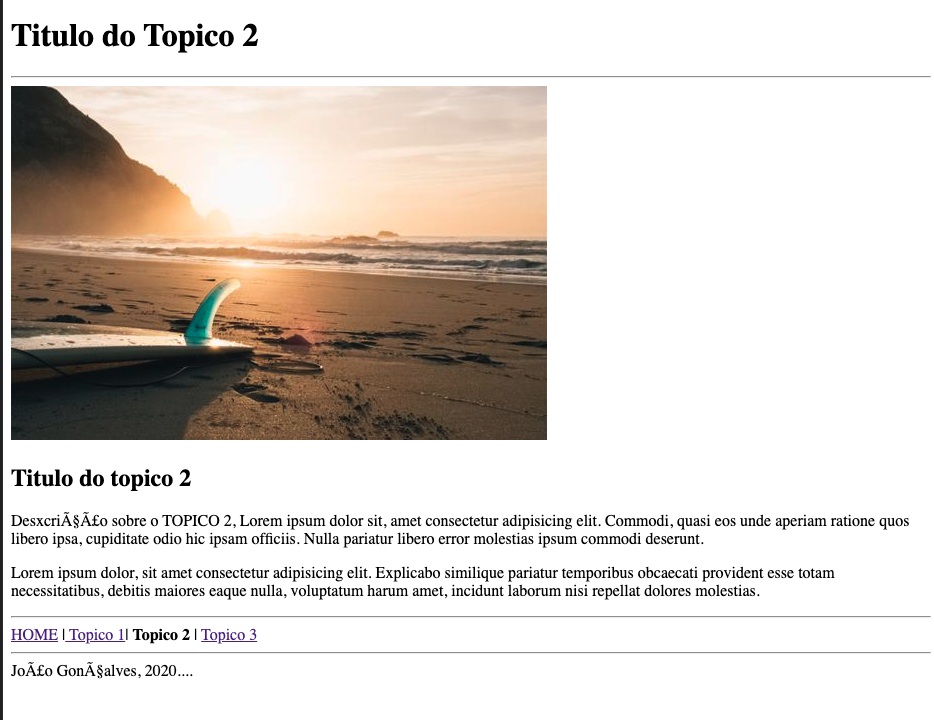 Titulo do Topico 2
Titulo do topico 2
DesxcriÃ§Ã£o sobre o TOPICO 2, Lorem ipsum dolor sit, amet consectetur adipisicing elit. Commodi, quasi eos unde aperiam ratione quos
libero ipsa, cupiditate odio hic ipsam officiis. Nulla pariatur libero error molestias ipsum commodi deserunt.
Lorem ipsum dolor, sit amet consectetur adipisicing elit. Explicabo similique pariatur temporibus obcaecati provident esse totam
necessitatibus, debitis maiores eaque nulla, voluptatum harum amet, incidunt laborum nisi repellat dolores molestias.
HOME | Topico 1| Topico 2 | Topico 3
JoÃ£o GonÃ§alves, 2020....